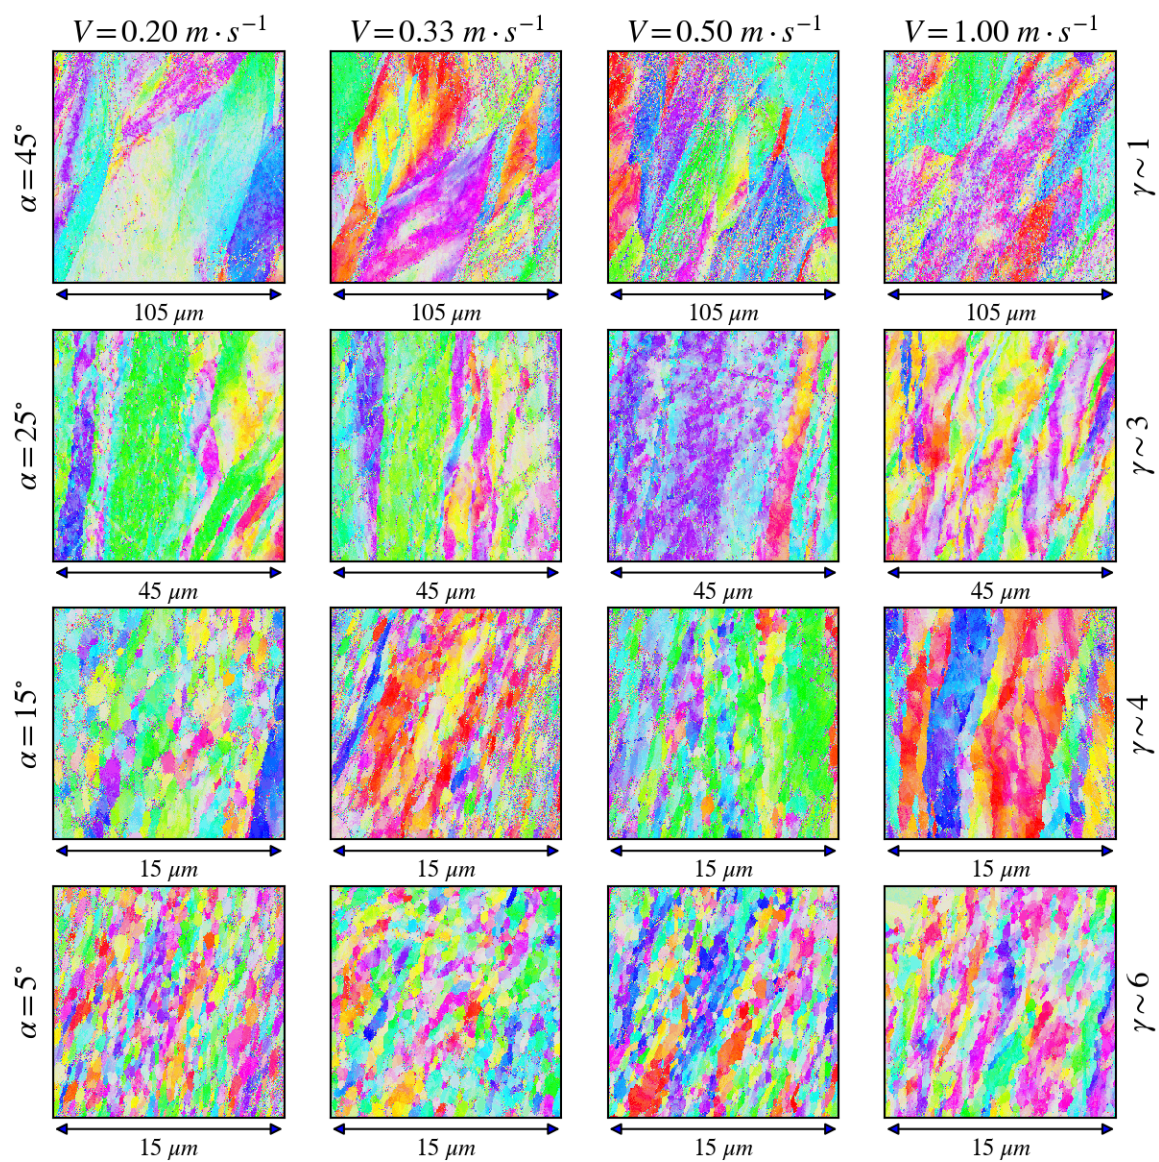 V = 0.20 m · s⁻¹ V = 0.33 m · s⁻¹ V = 0.50 m · s⁻¹ V = 1.00 m · s⁻¹
α = 45° γ ~ 1
105 μm 105 μm 105 μm 105 μm
α = 25° γ ~ 3
45 μm 45 μm 45 μm 45 μm
α = 15° γ ~ 4
15 μm 15 μm 15 μm 15 μm
α = 5° γ ~ 6
15 μm 15 μm 15 μm 15 μm